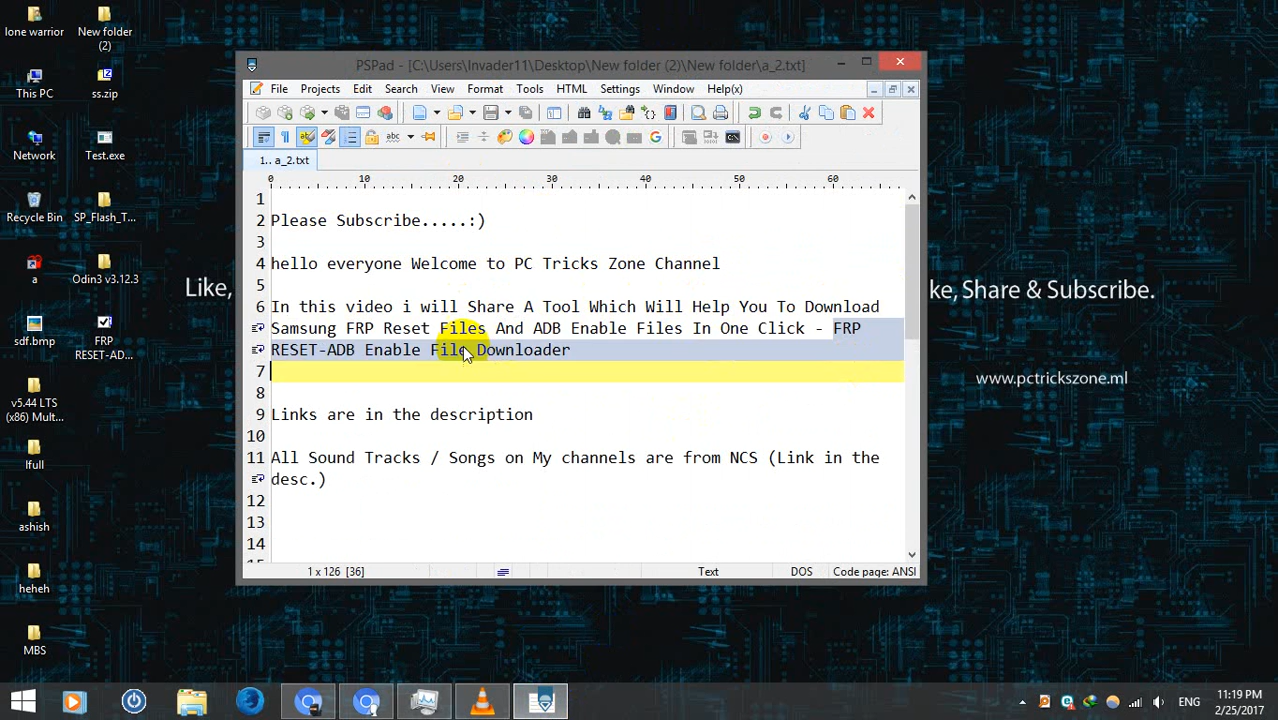 lone warrior
New folder
(2)
This PC
ss.zip
Network
Test.exe
Recycle Bin
SP_Flash_T...
a
Odin3 v3.12.3
sdf.bmp
FRP
RESET-AD...
v5.44 LTS
(x86) Mult...
lfull
ashish
heheh
MBS
Like,
ke, Share & Subscribe.
www.pctrickszone.ml
PSPad - [C:\Users\Invader11\Desktop\New folder (2)\New folder\a_2.txt]
File Projects Edit Search View Format Tools HTML Settings Window Help(x)
1.. a_2.txt
0 10 20 30 40 50 60
1
2 Please Subscribe.....:)
3
4 hello everyone Welcome to PC Tricks Zone Channel
5
6 In this video i will Share A Tool Which Will Help You To Download
Samsung FRP Reset Files And ADB Enable Files In One Click - FRP
RESET-ADB Enable File Downloader
7
8
9 Links are in the description
10
11 All Sound Tracks / Songs on My channels are from NCS (Link in the
desc.)
12
13
14
1 x 126 [36] Text DOS Code page: ANSI
ENG
11:19 PM
2/25/2017